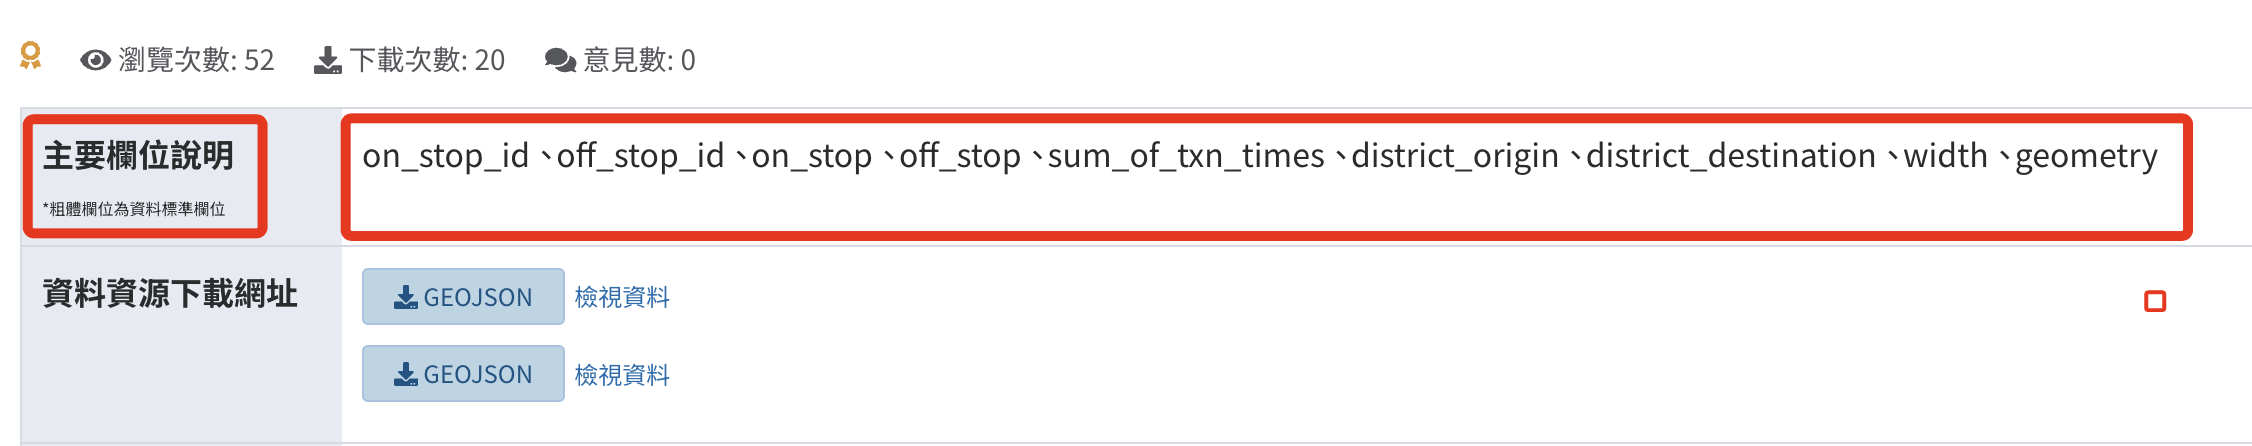 瀏覽次數: 52 下載次數: 20 意見數: 0
主要欄位說明
*粗體欄位為資料標準欄位
on_stop_id、off_stop_id、on_stop、off_stop、sum_of_txn_times、district_origin、district_destination、width、geometry
資料資源下載網址
GEOJSON 檢視資料
GEOJSON 檢視資料